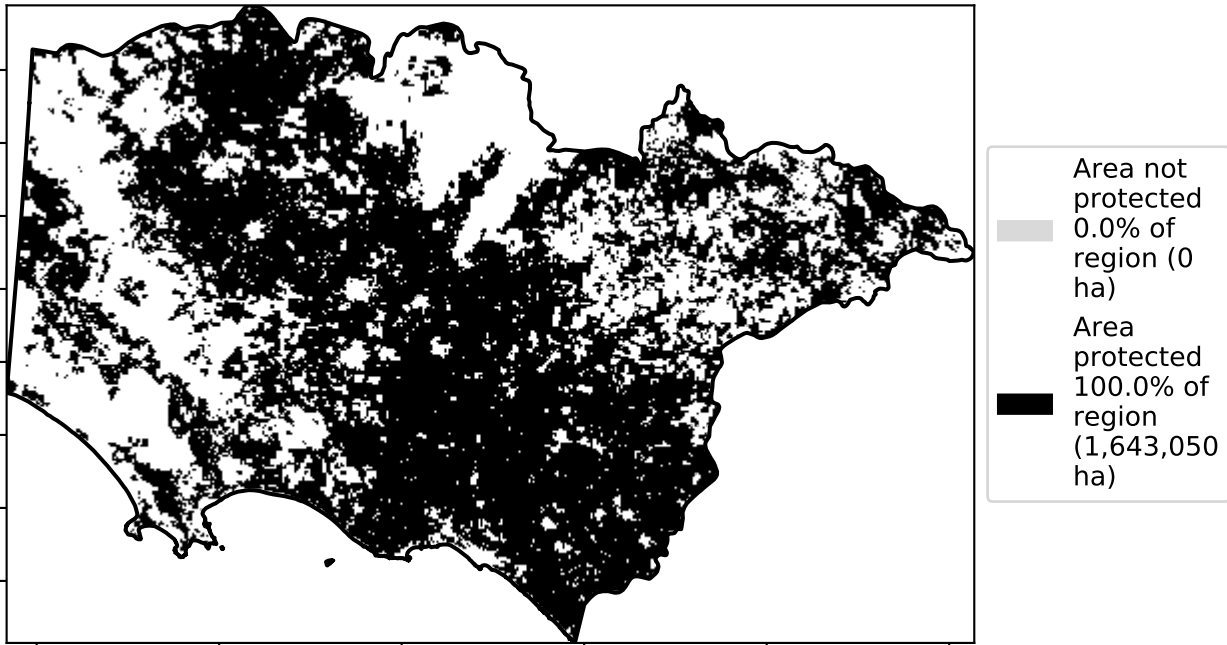 Area not
protected
0.0% of
region (0
ha)
Area
protected
100.0% of
region
(1,643,050
ha)